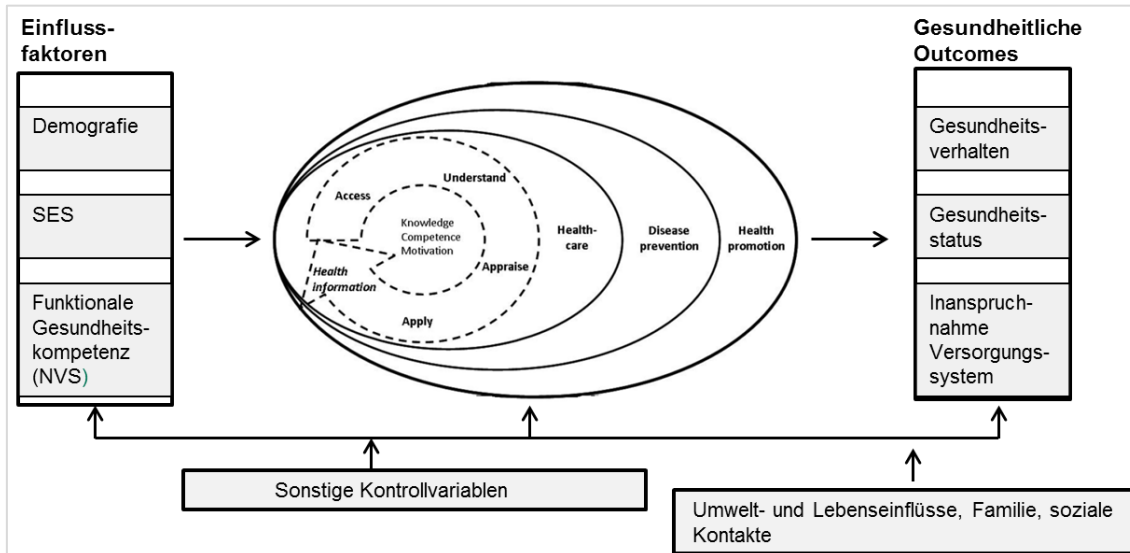 Einfluss-
faktoren
Demografie
SES
Funktionale
Gesundheits-
kompetenz
(NVS)
Access
Understand
Knowledge
Competence
Motivation
Health
information
Appraise
Apply
Health-
care
Disease
prevention
Health
promotion
Gesundheitliche
Outcomes
Gesundheits-
verhalten
Gesundheits-
status
Inanspruch-
nahme
Versorgungs-
system
Sonstige Kontrollvariablen
Umwelt- und Lebenseinflüsse, Familie, soziale
Kontakte